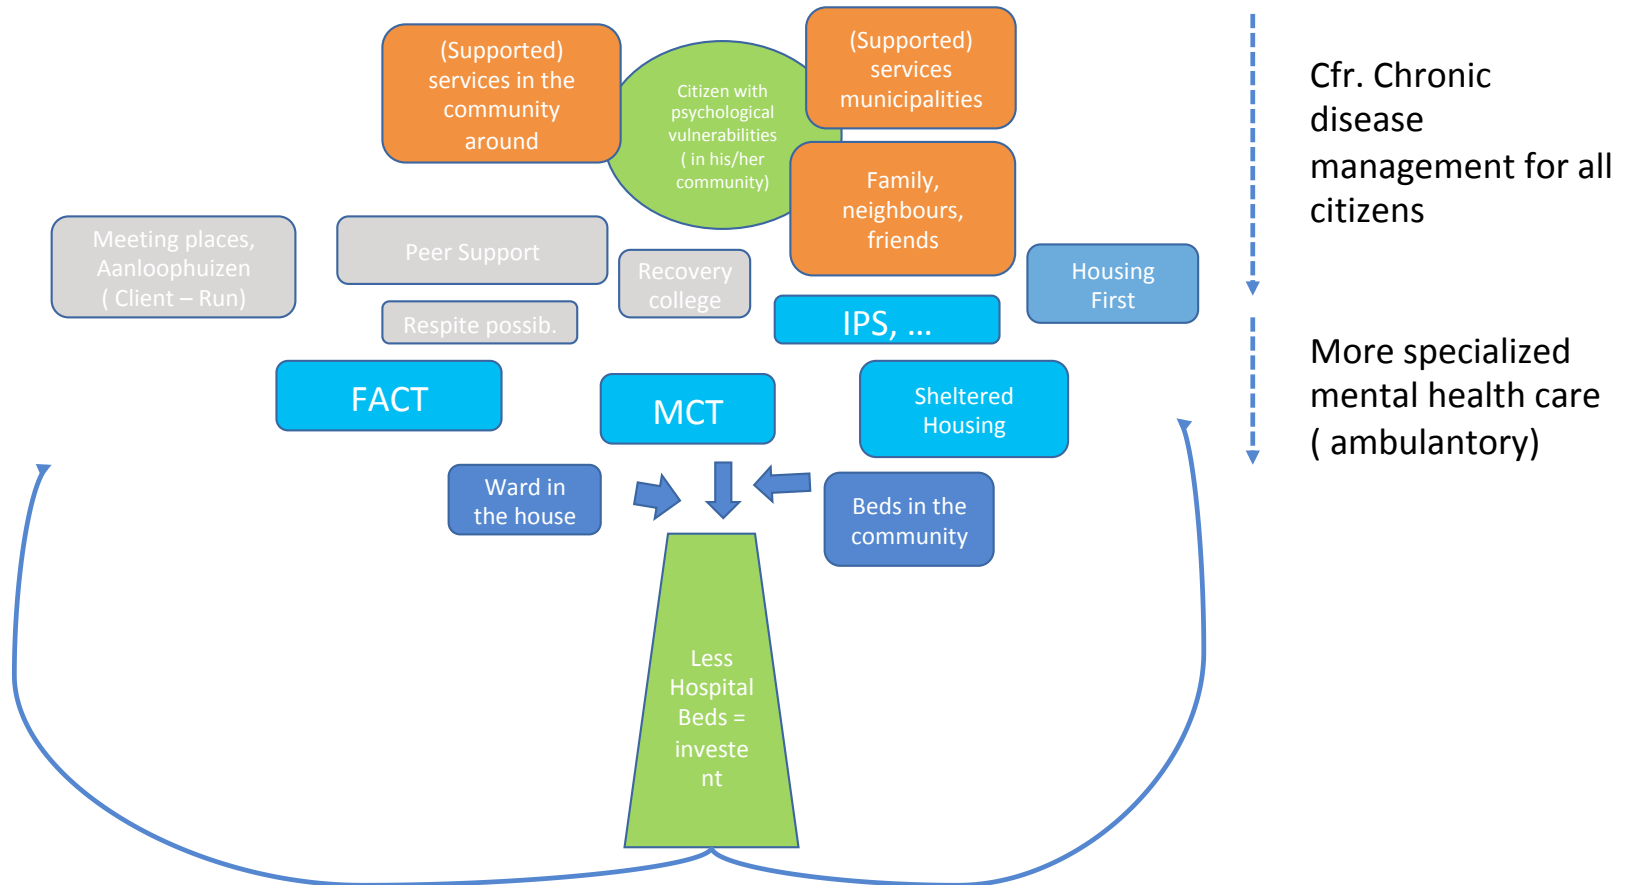 (Supported)
services in the
community
around
Citizen with
psychological
vulnerabilities
( in his/her
community)
(Supported)
services
municipalities
Family,
neighbours,
friends
Cfr. Chronic
disease
management for all
citizens
Meeting places,
Aanloophuizen
( Client – Run)
Peer Support
Recovery
college
Housing
First
Respite possib.
IPS, ...
FACT
MCT
Sheltered
Housing
More specialized
mental health care
( ambulantory)
Ward in
the house
Beds in the
community
Less
Hospital
Beds =
investe
nt